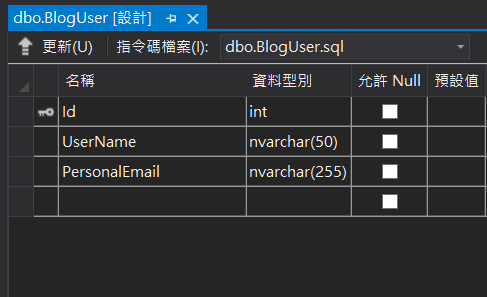 dbo.BlogUser [設計]
更新(U) 指令碼檔案(I): dbo.BlogUser.sql
名稱 資料型別 允許 Null 預設值
Id int
UserName nvarchar(50)
PersonalEmail nvarchar(255)